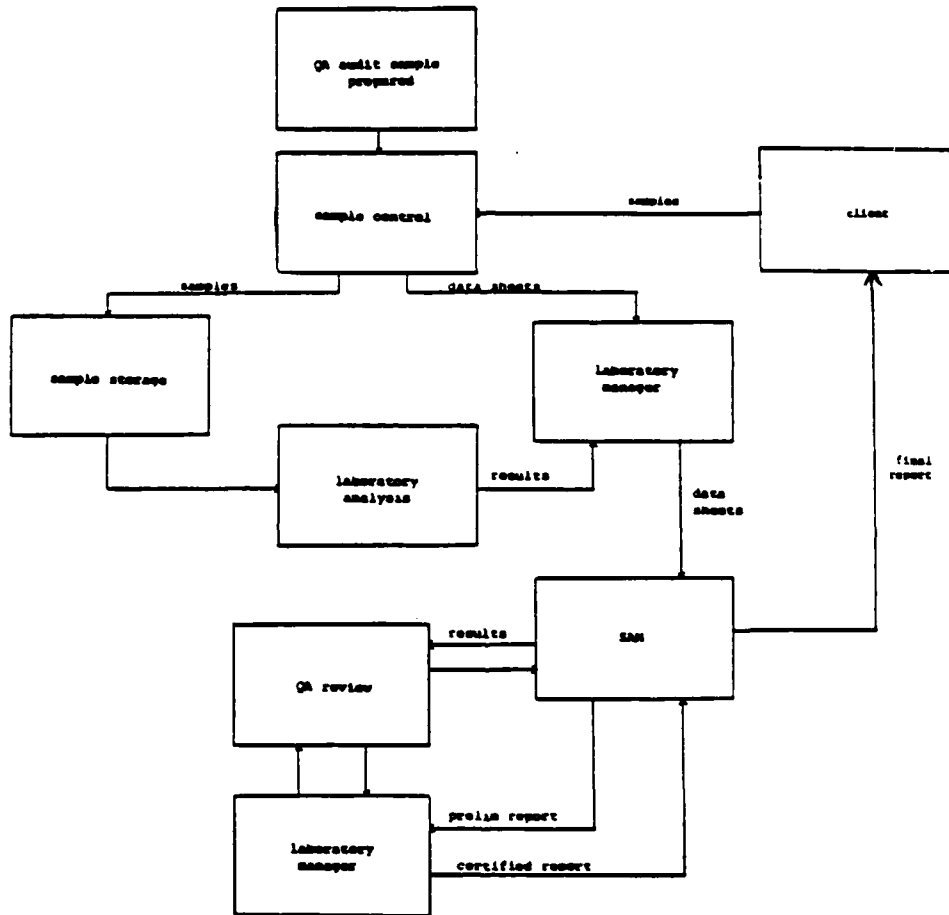 QA audit sample
prepared
sample control
samples
client
samples
data sheets
sample storage
laboratory
manager
laboratory
analysis
results
final
report
data
sheets
SAM
results
QA review
prelim report
laboratory
manager
certified report